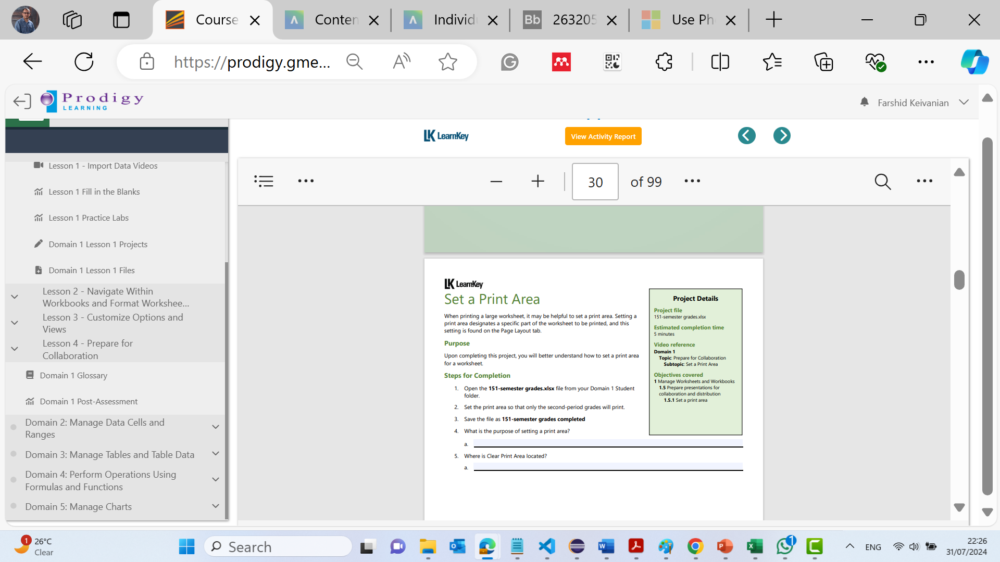 Course
Conten
Individ
Bb
263205
Use Ph
https://prodigy.gme...
Prodigy
LEARNING
Farshid Keivanian
LK LearnKey
View Activity Report
Lesson 1 - Import Data Videos
Lesson 1 Fill in the Blanks
Lesson 1 Practice Labs
Domain 1 Lesson 1 Projects
Domain 1 Lesson 1 Files
Lesson 2 - Navigate Within
Workbooks and Format Workshee...
Lesson 3 - Customize Options and
Views
Lesson 4 - Prepare for
Collaboration
Domain 1 Glossary
Domain 1 Post-Assessment
Domain 2: Manage Data Cells and
Ranges
Domain 3: Manage Tables and Table Data
Domain 4: Perform Operations Using
Formulas and Functions
Domain 5: Manage Charts
30 of 99
LK LearnKey
Set a Print Area
When printing a large worksheet, it may be helpful to set a print area. Setting a
print area designates a specific part of the worksheet to be printed, and this
setting is found on the Page Layout tab.
Purpose
Upon completing this project, you will better understand how to set a print area
for a worksheet.
Steps for Completion
1. Open the 151-semester grades.xlsx file from your Domain 1 Student
folder.
2. Set the print area so that only the second-period grades will print.
3. Save the file as 151-semester grades completed
4. What is the purpose of setting a print area?
a.
5. Where is Clear Print Area located?
a.
Project Details
Project file
151-semester grades.xlsx
Estimated completion time
5 minutes
Video reference
Domain 1
Topic: Prepare for Collaboration
Subtopic: Set a Print Area
Objectives covered
1 Manage Worksheets and Workbooks
1.5 Prepare presentations for
collaboration and distribution
1.5.1 Set a print area
1
26°C
Clear
Search
1
ENG
22:26
31/07/2024